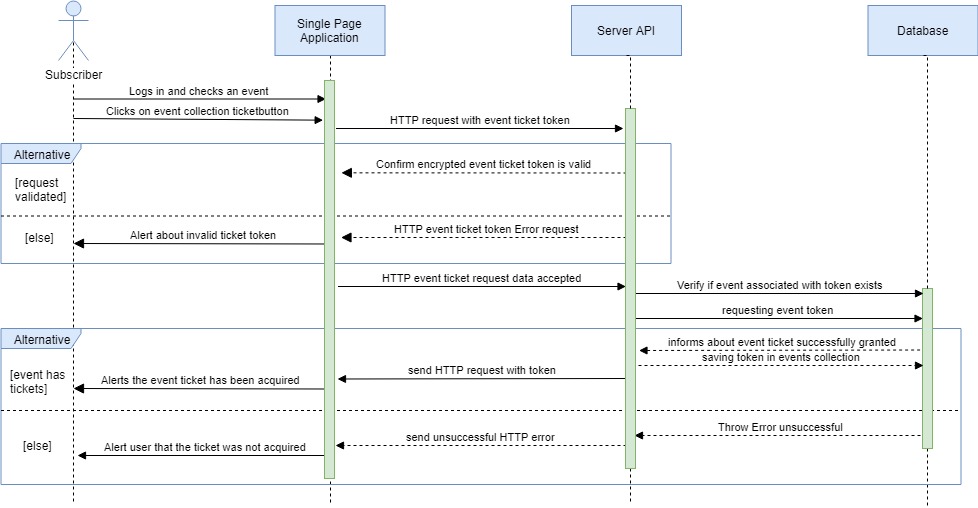 Single Page
Application
Server API
Database
Subscriber
Logs in and checks an event
Clicks on event collection ticketbutton
HTTP request with event ticket token
Alternative
Confirm encrypted event ticket token is valid
[request
validated]
HTTP event ticket token Error request
[else]
Alert about invalid ticket token
HTTP event ticket request data accepted
Verify if event associated with token exists
requesting event token
Alternative
informs about event ticket successfully granted
saving token in events collection
[event has
tickets]
send HTTP request with token
Alerts the event ticket has been acquired
Throw Error unsuccessful
send unsuccessful HTTP error
[else]
Alert user that the ticket was not acquired